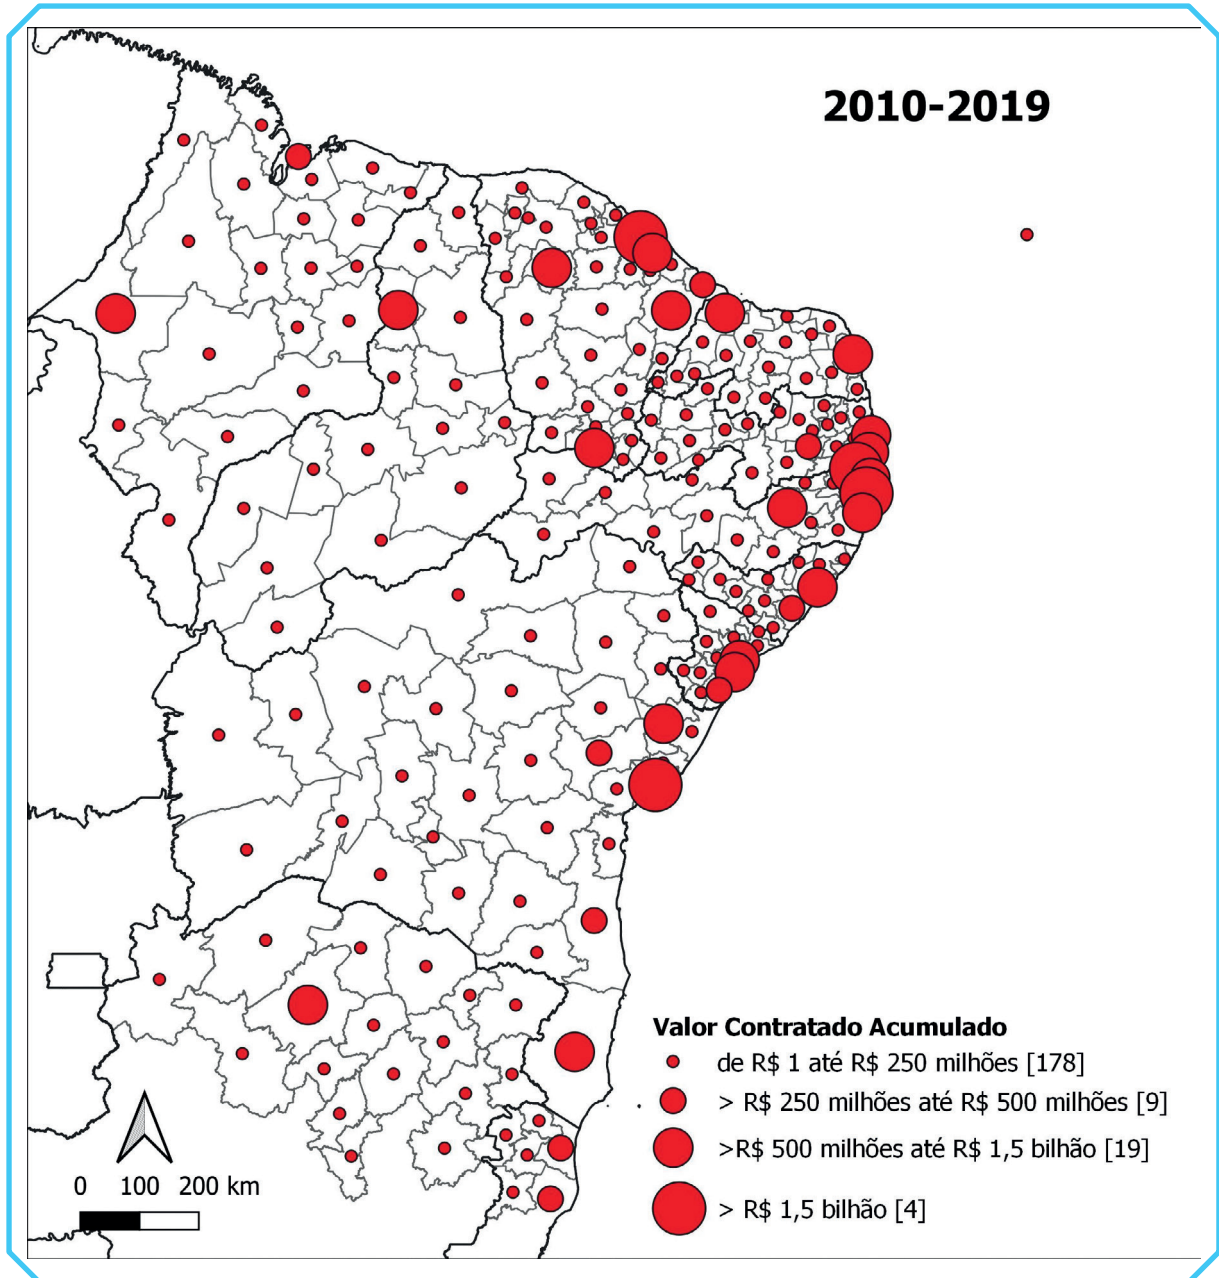 2010-2019
Valor Contratado Acumulado
de R$ 1 até R$ 250 milhões [178]
> R$ 250 milhões até R$ 500 milhões [9]
>R$ 500 milhões até R$ 1,5 bilhão [19]
> R$ 1,5 bilhão [4]
0 100 200 km